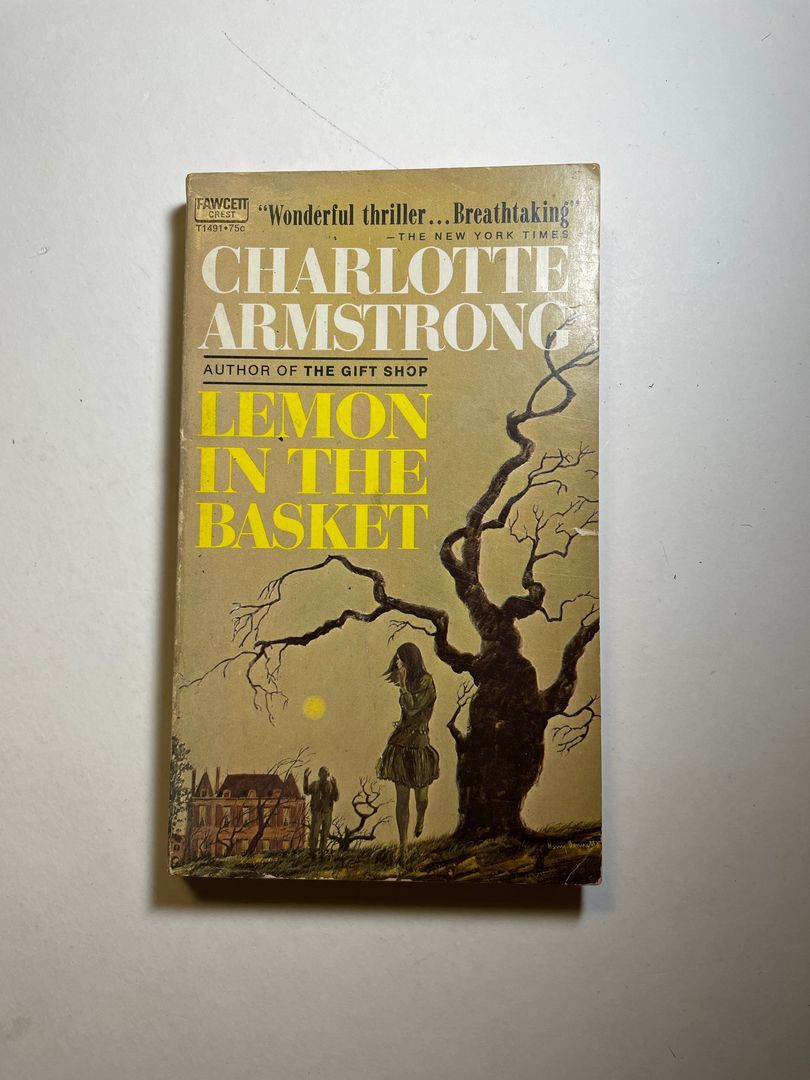 FAWCETT
CREST
T1491•75c
“Wonderful thriller...Breathtaking”
—THE NEW YORK TIMES
CHARLOTTE
ARMSTRONG
AUTHOR OF THE GIFT SHOP
LEMON
IN THE
BASKET